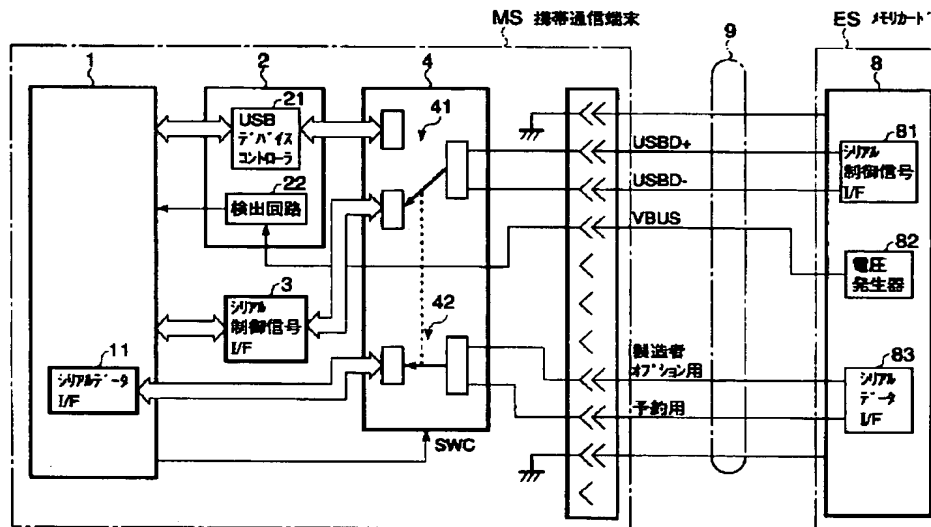 MS 携帯通信端末
ES メモリカード
1
2
4
9
8
21
USB
デバイス
コントローラ
22
検出回路
3
シリアル
制御信号
I/F
11
シリアルデータ
I/F
41
42
SWC
USBD+
USBD-
VBUS
製造者
オプション用
予約用
81
シリアル
制御信号
I/F
82
電圧
発生器
83
シリアル
データ
I/F